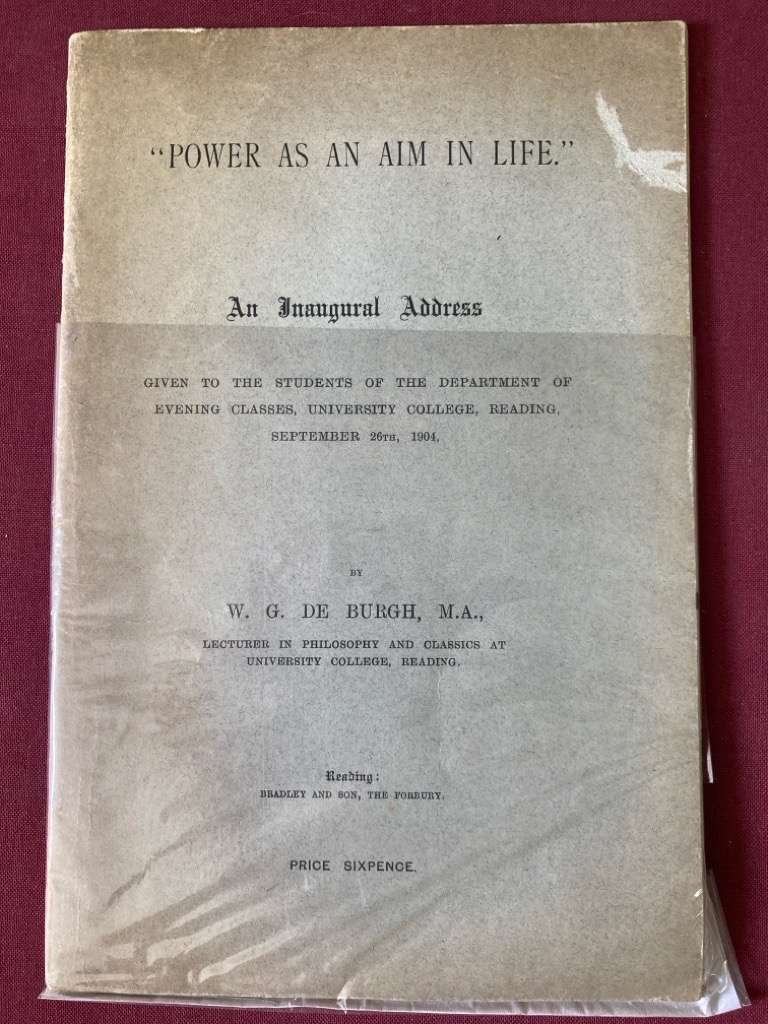 "POWER AS AN AIM IN LIFE."
An Inaugural Address
GIVEN TO THE STUDENTS OF THE DEPARTMENT OF
EVENING CLASSES, UNIVERSITY COLLEGE, READING,
SEPTEMBER 26TH, 1904,
BY
W. G. DE BURGH, M.A.,
LECTURER IN PHILOSOPHY AND CLASSICS AT
UNIVERSITY COLLEGE, READING.
Reading:
BRADLEY AND SON, THE FORBURY.
PRICE SIXPENCE.